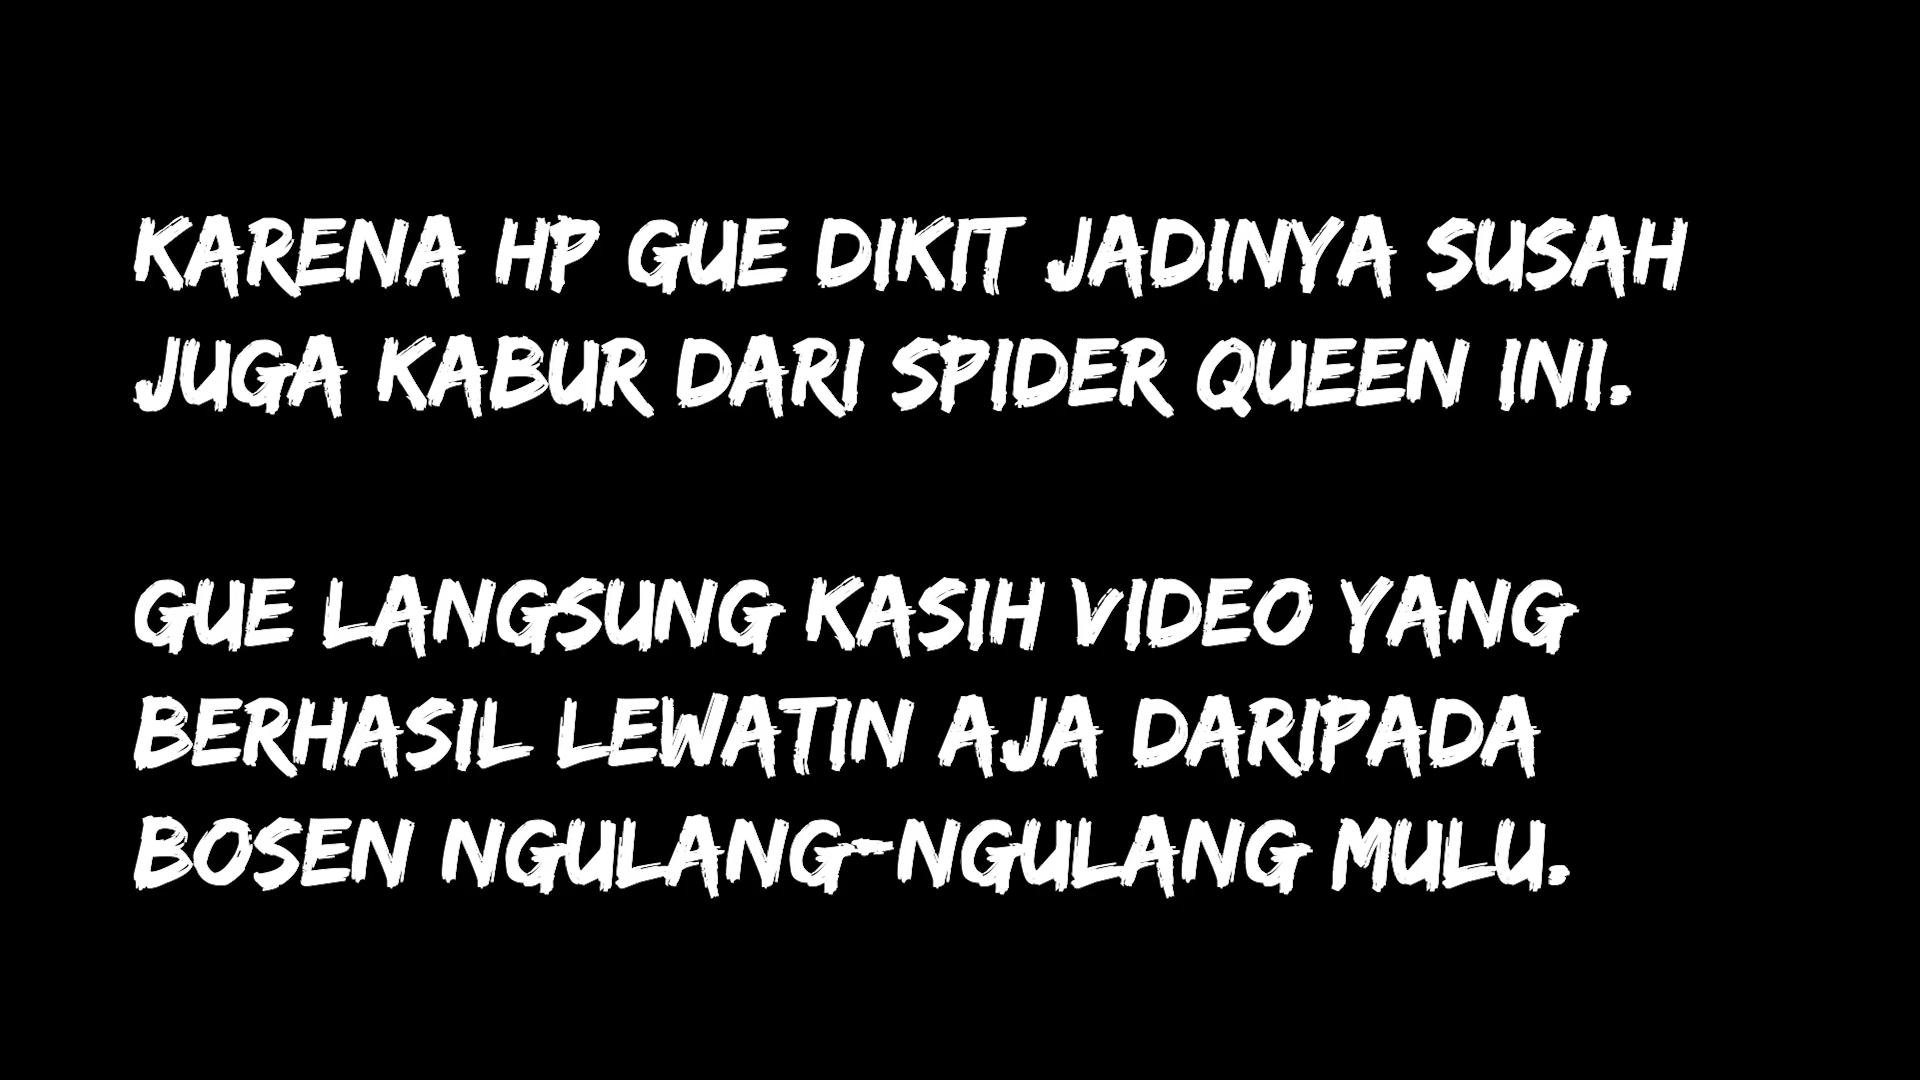 KARENA HP GUE DIKIT JADINYA SUSAH
JUGA KABUR DARI SPIDER QUEEN INI.
GUE LANGSUNG KASIH VIDEO YANG
BERHASIL LEWATIN AJA DARIPADA
BOSEN NGULANG-NGULANG MULU.